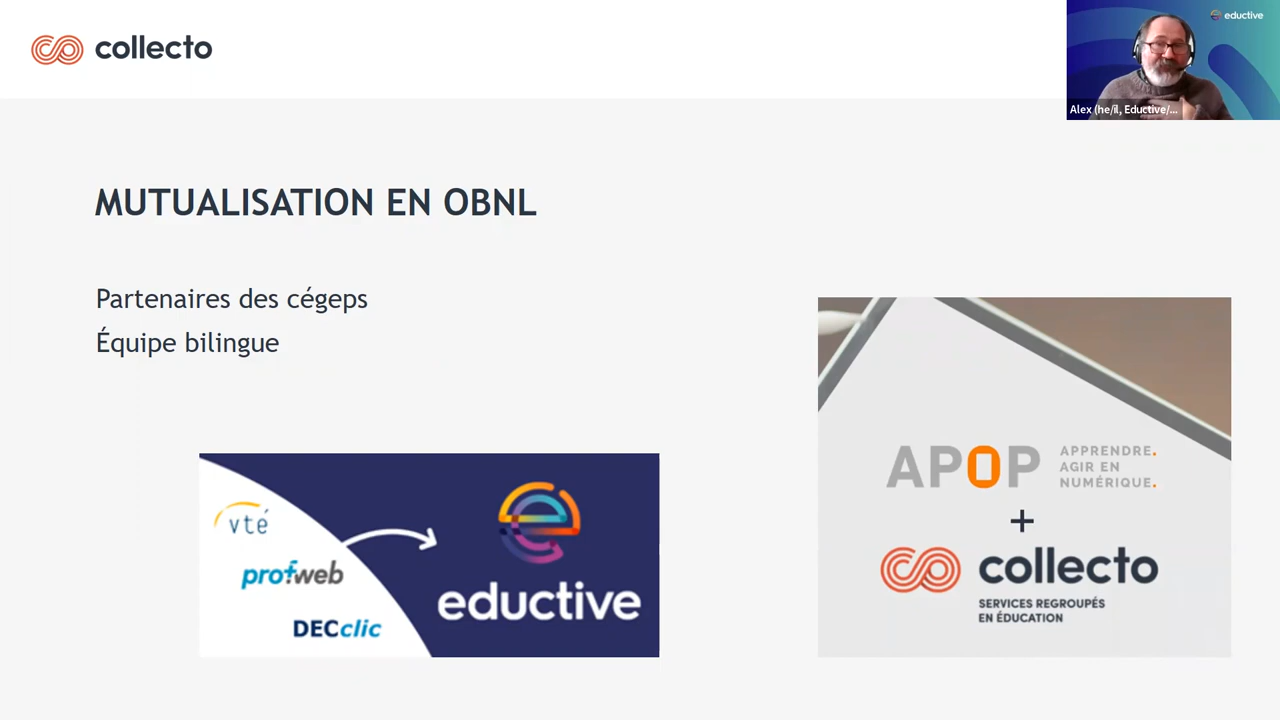 collecto
eductive
Alex (he/il, Eductive/...
MUTUALISATION EN OBNL
Partenaires des cégeps
Équipe bilingue
vté
profweb
DECclic
eductive
APOP
APPRENDRE.
AGIR EN
NUMÉRIQUE.
+
collecto
SERVICES REGROUPÉS
EN ÉDUCATION